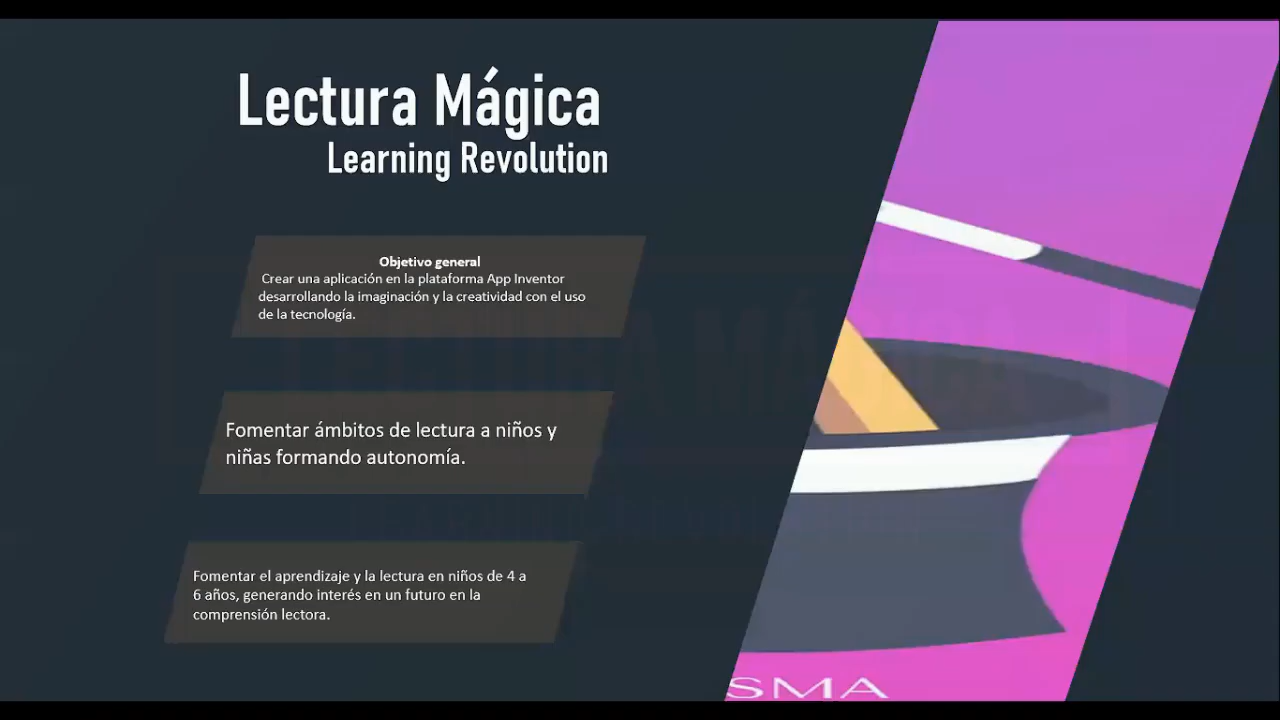 Lectura Mágica
Learning Revolution
Objetivo general
Crear una aplicación en la plataforma App Inventor
desarrollando la imaginación y la creatividad con el uso
de la tecnología.
LECTURA MÁGICA
Fomentar ámbitos de lectura a niños y
niñas formando autonomía.
Fomentar el aprendizaje y la lectura en niños de 4 a
6 años, generando interés en un futuro en la
comprensión lectora.
SMA